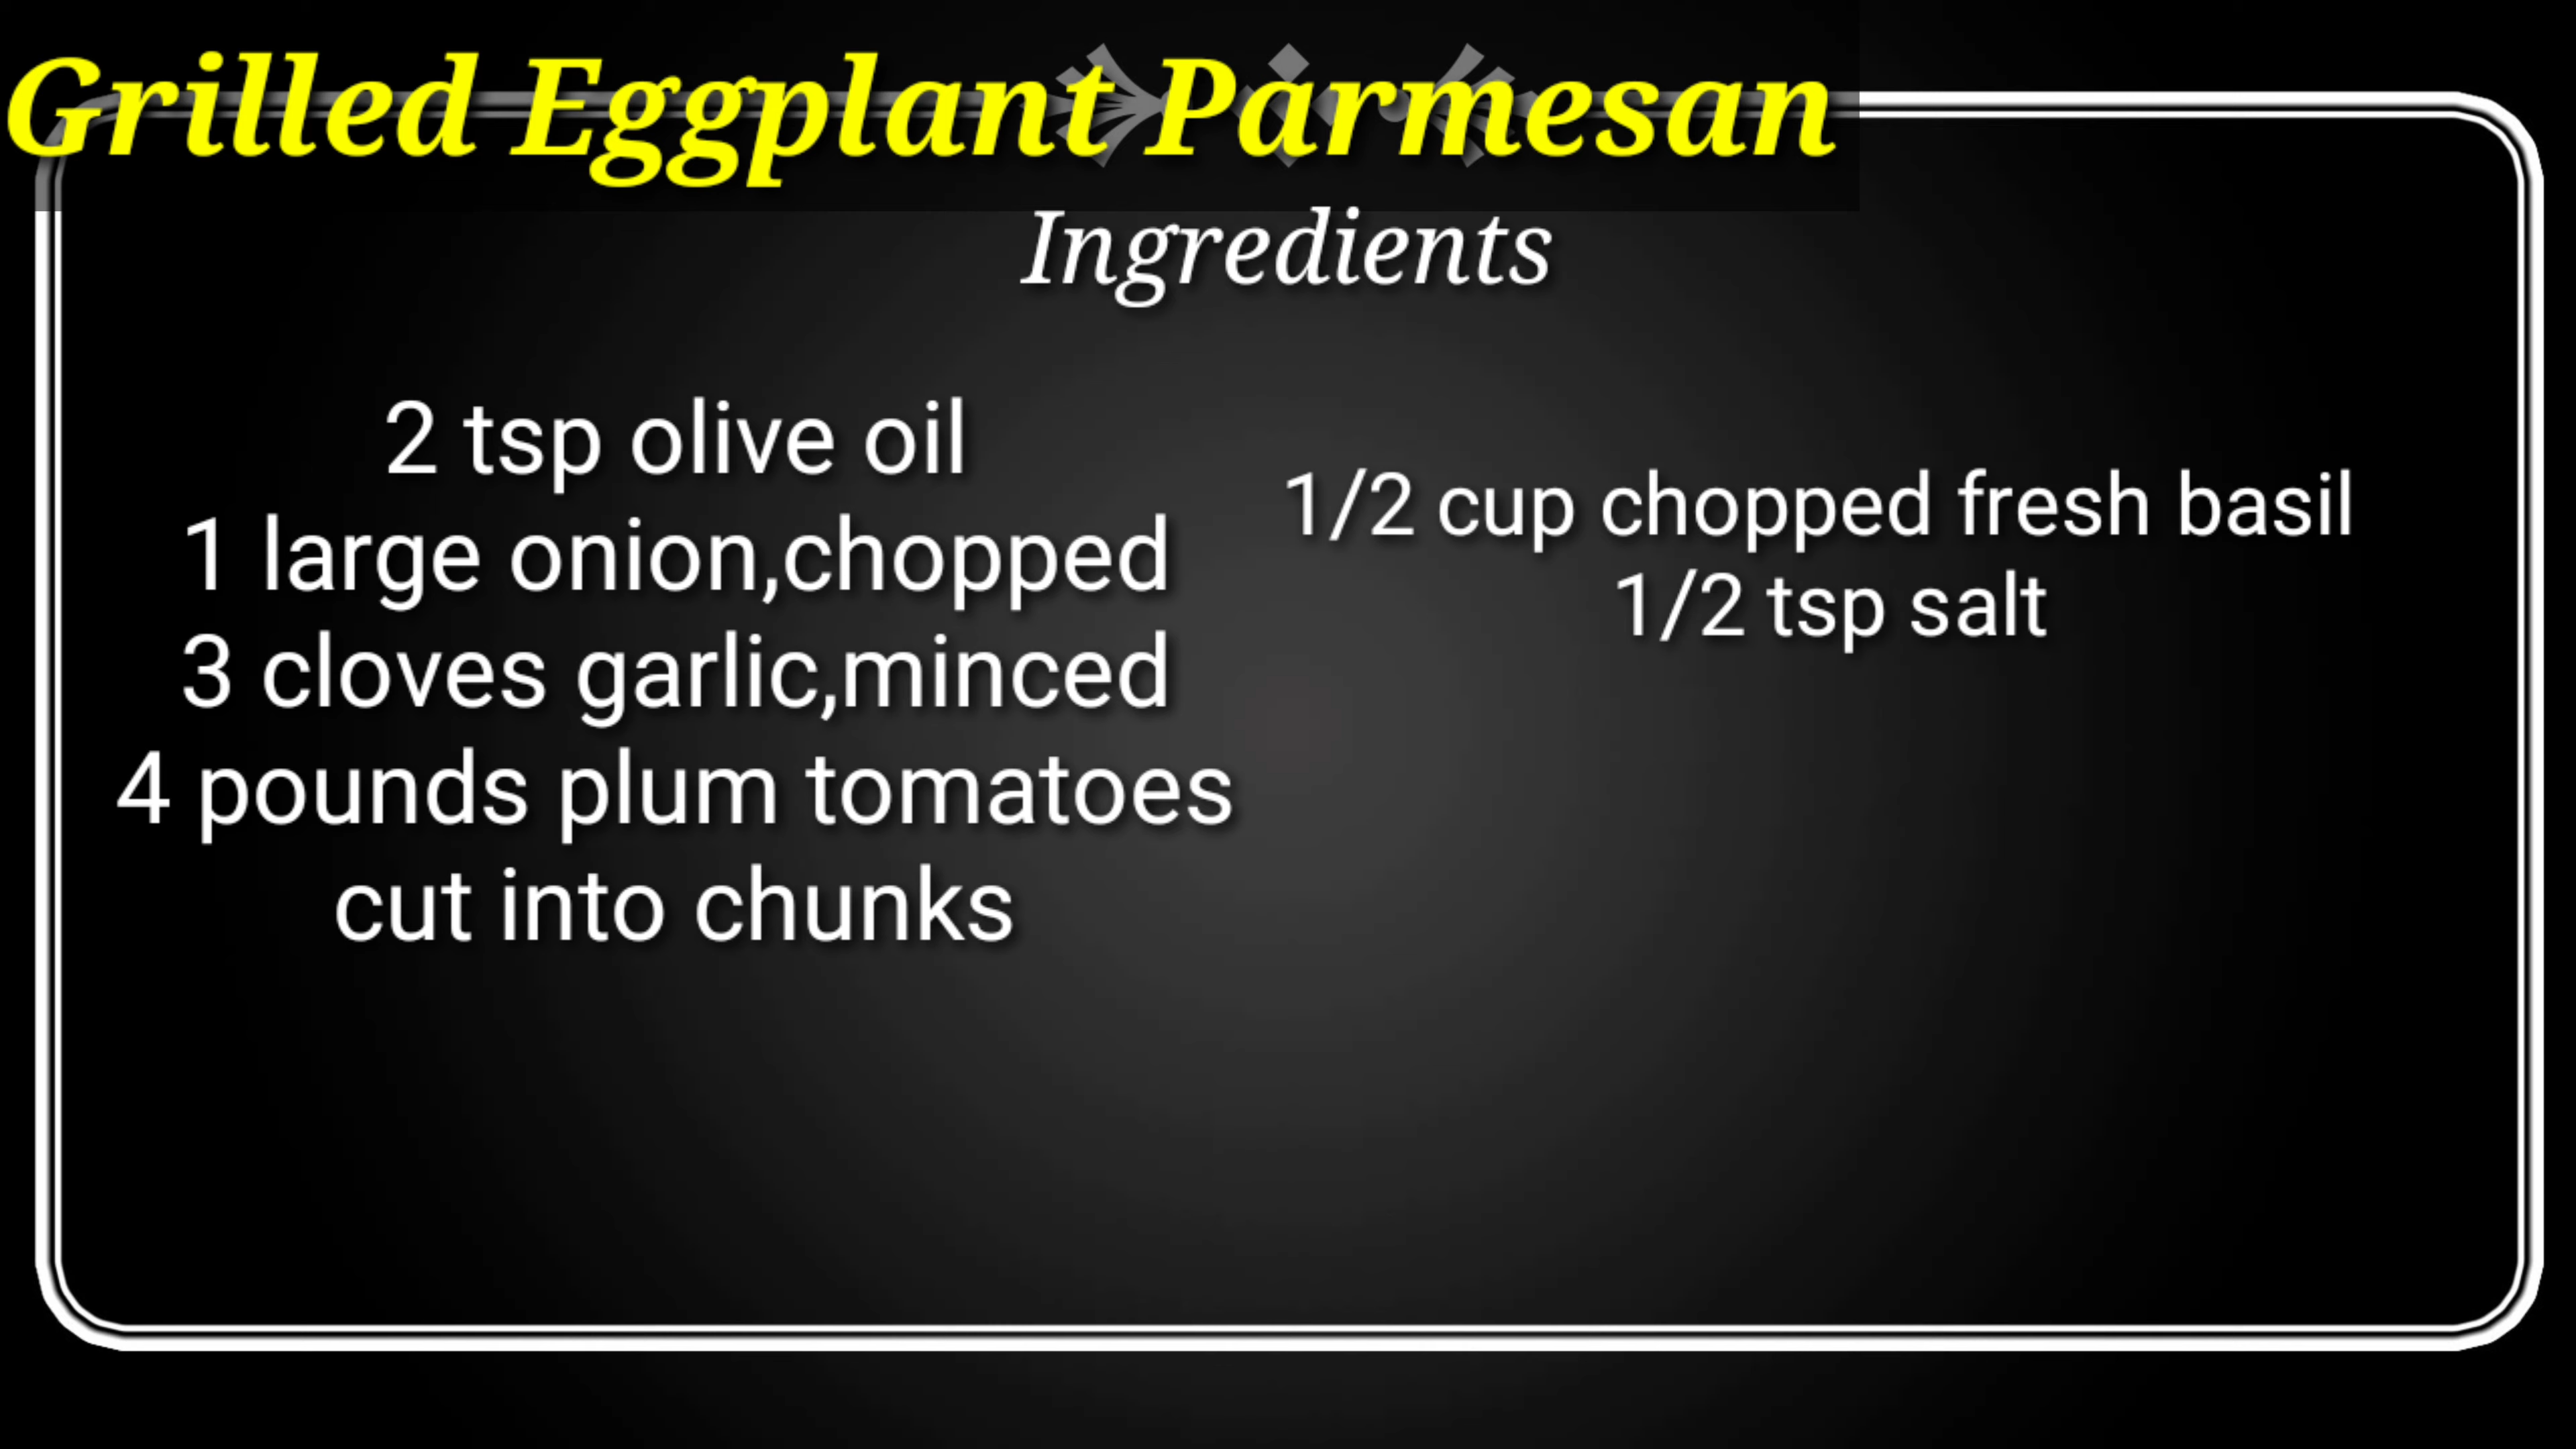 Grilled Eggplant Parmesan
Ingredients
2 tsp olive oil
1 large onion,chopped
3 cloves garlic,minced
4 pounds plum tomatoes
cut into chunks
1/2 cup chopped fresh basil
1/2 tsp salt